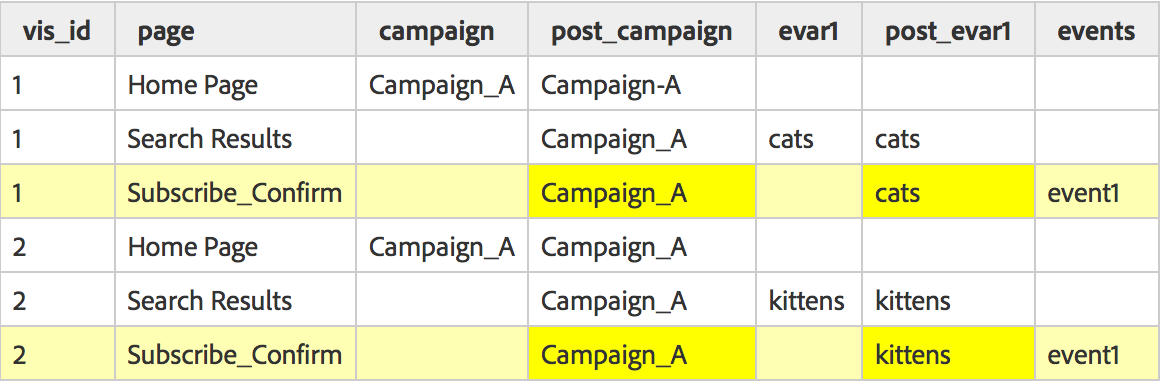 vis_id page campaign post_campaign evar1 post_evar1 events
1 Home Page Campaign_A Campaign-A
1 Search Results Campaign_A cats cats
1 Subscribe_Confirm Campaign_A cats event1
2 Home Page Campaign_A Campaign_A
2 Search Results Campaign_A kittens kittens
2 Subscribe_Confirm Campaign_A kittens event1